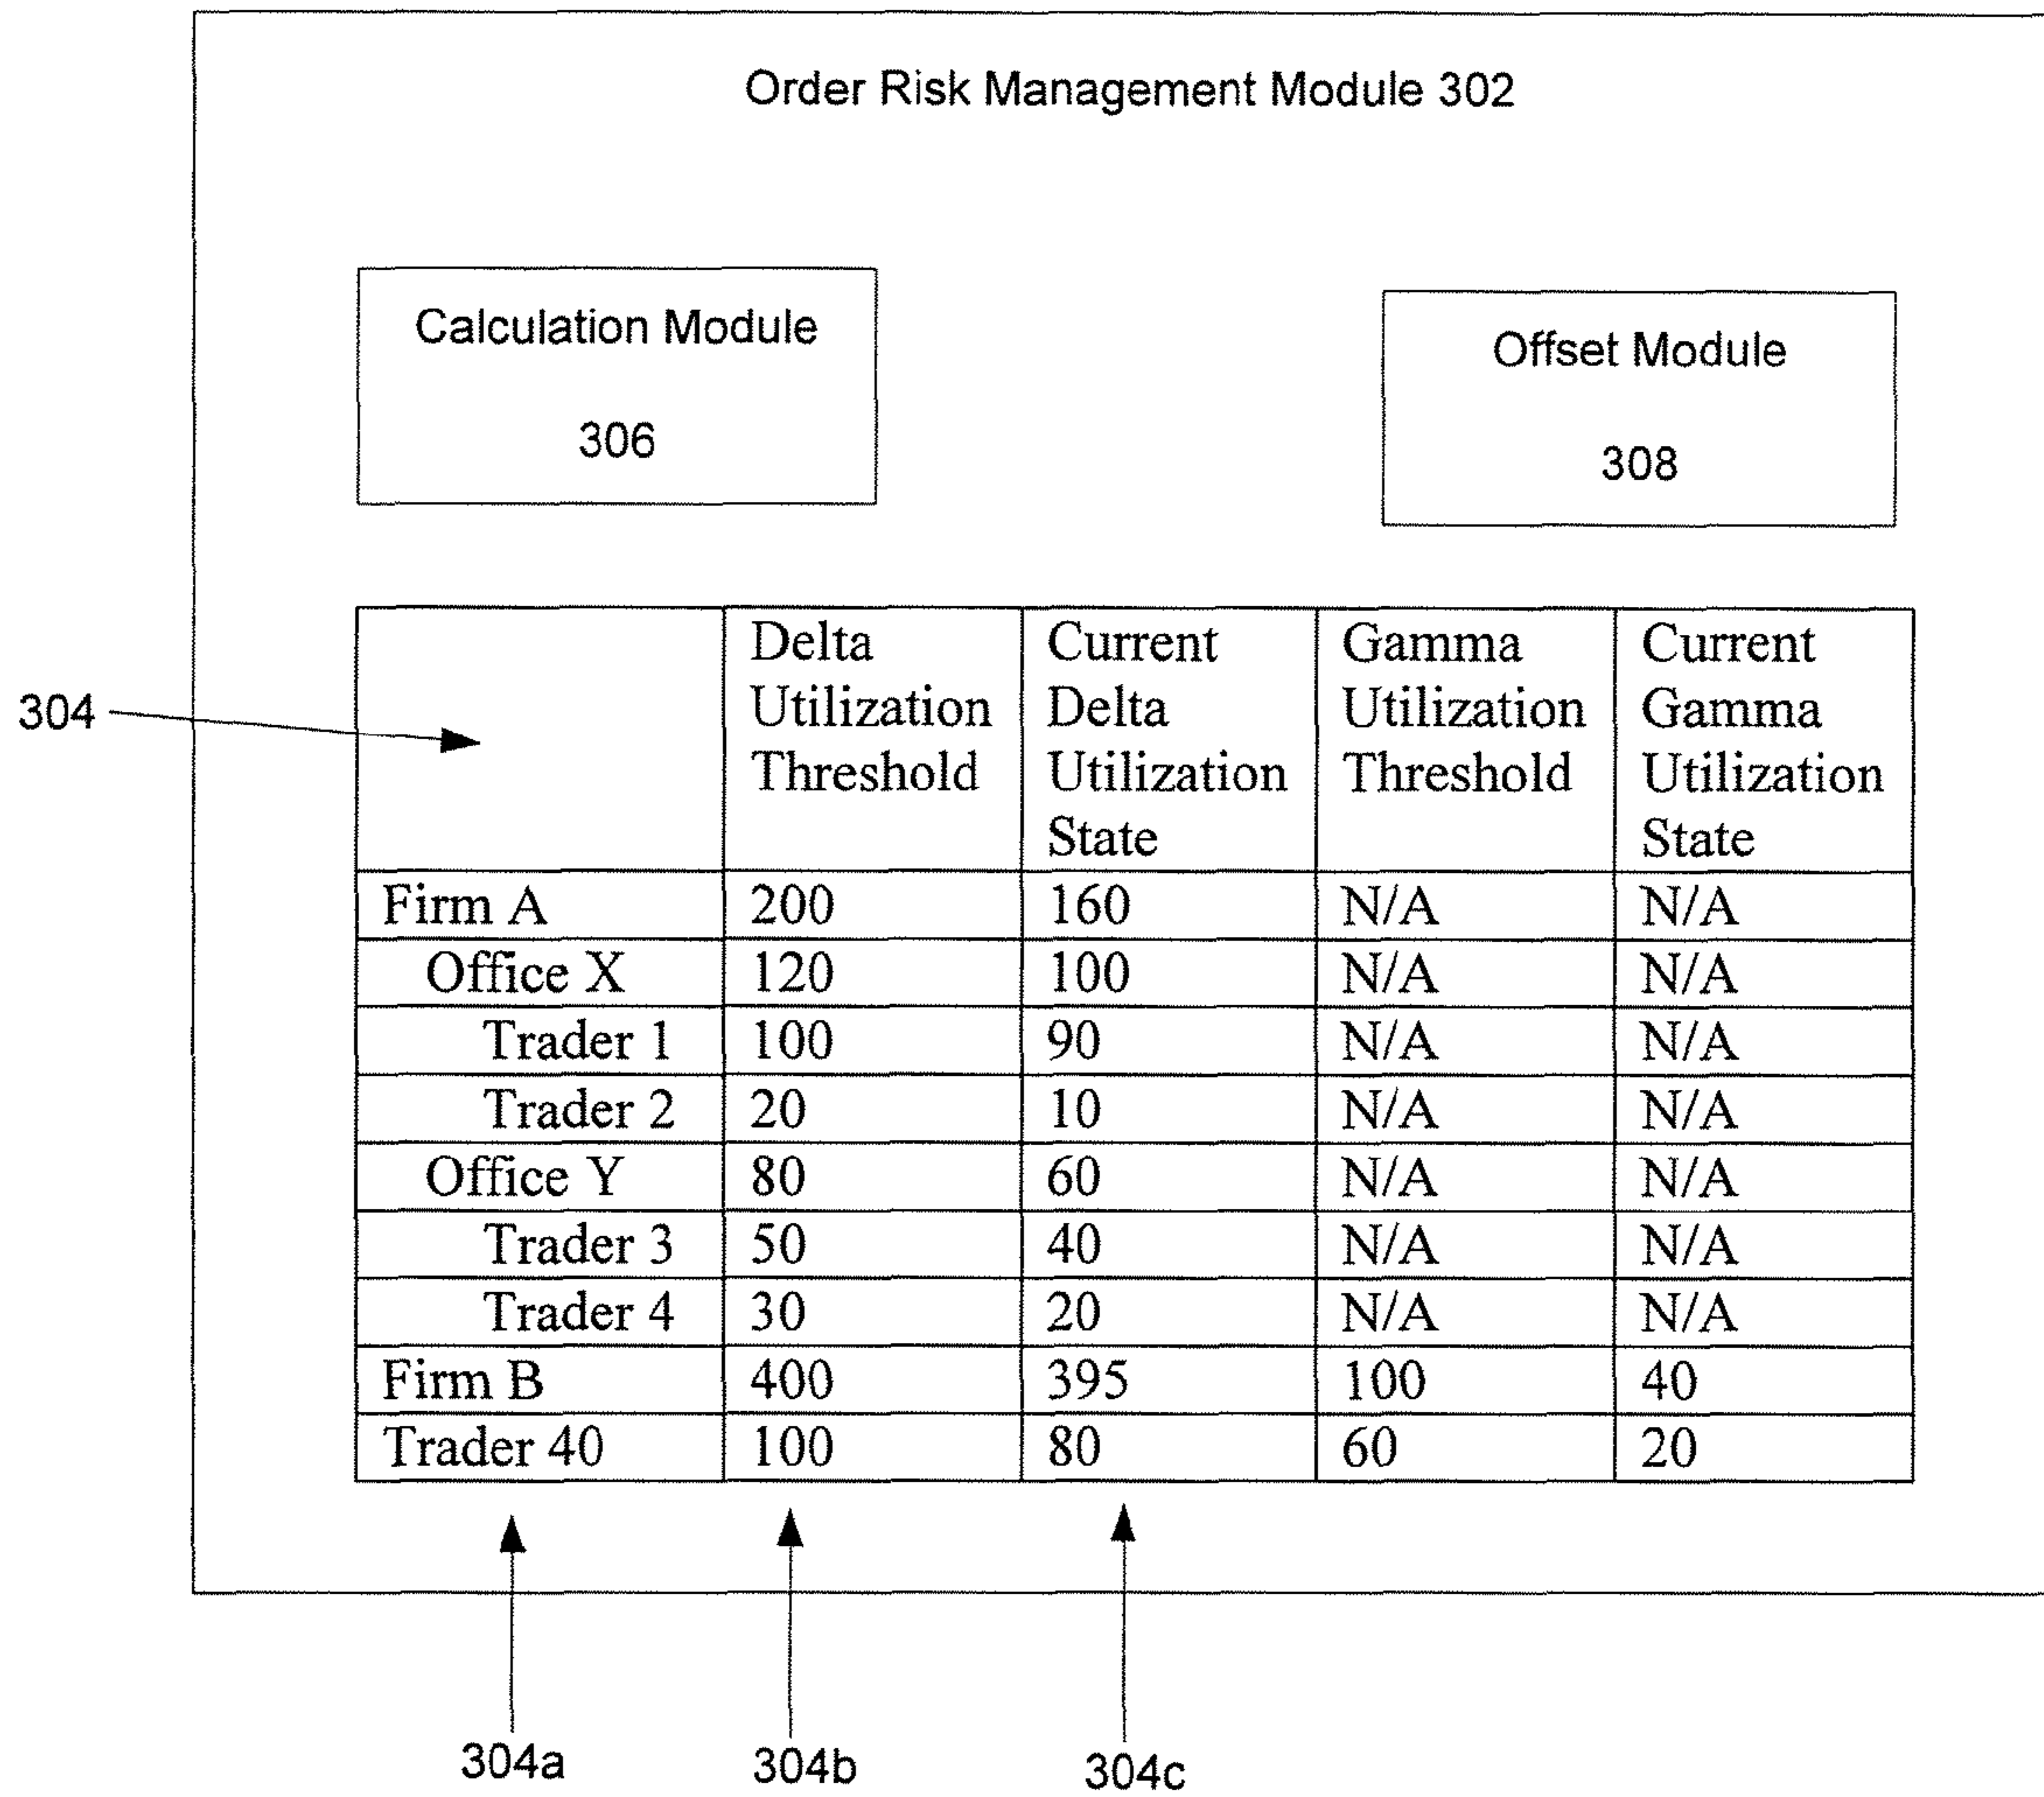 Order Risk Management Module 302
Calculation Module
306
Offset Module
308
304
Delta
Utilization
Threshold
Current
Delta
Utilization
State
Gamma
Utilization
Threshold
Current
Gamma
Utilization
State
Firm A 200 160 N/A N/A
Office X 120 100 N/A N/A
Trader 1 100 90 N/A N/A
Trader 2 20 10 N/A N/A
Office Y 80 60 N/A N/A
Trader 3 50 40 N/A N/A
Trader 4 30 20 N/A N/A
Firm B 400 395 100 40
Trader 40 100 80 60 20
304a 304b 304c